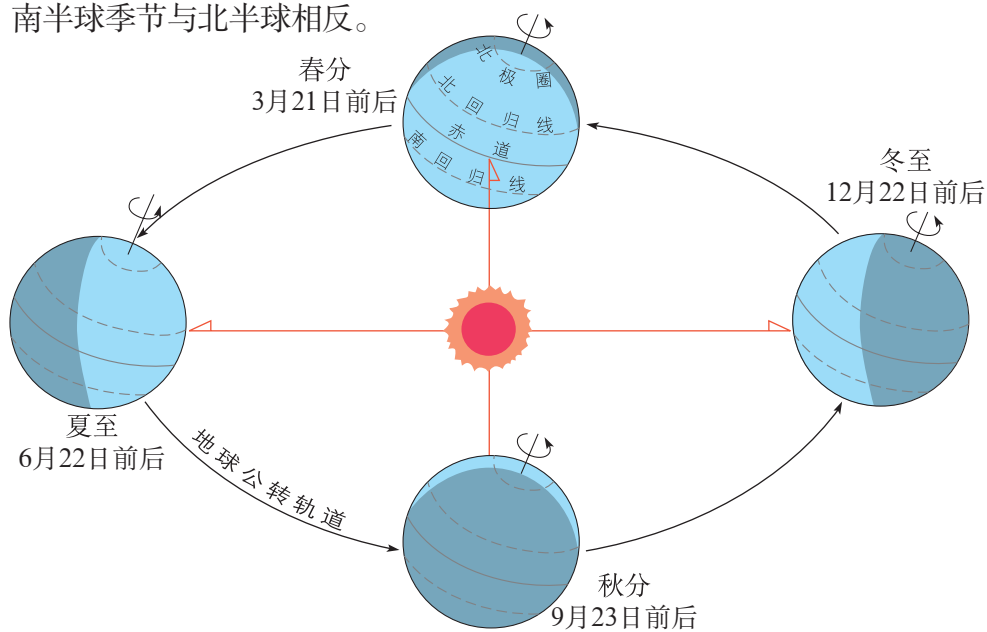 南半球季节与北半球相反。
春分
3月21日前后
北极圈
北回归线
赤道
南回归线
冬至
12月22日前后
夏至
6月22日前后
地球公转轨道
秋分
9月23日前后